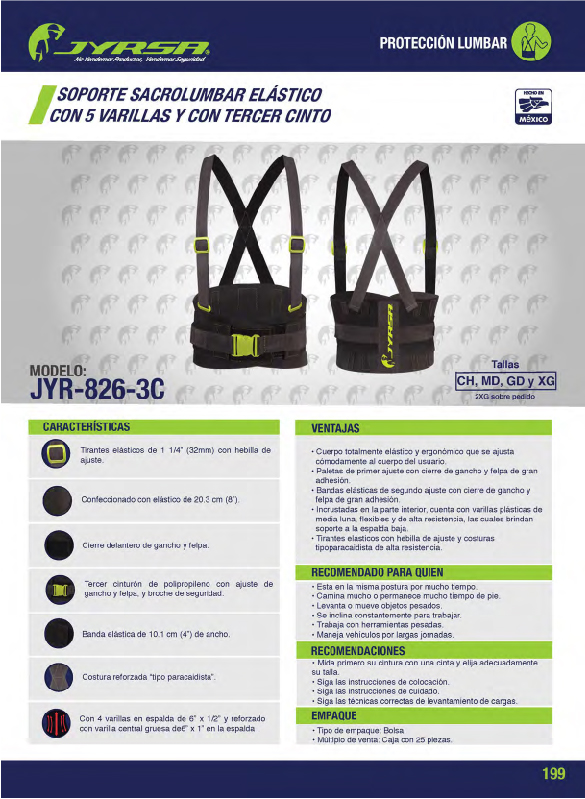 JYRSA®
No Vendemos Productos, Vendemos Seguridad
PROTECCIÓN LUMBAR
SOPORTE SACROLUMBAR ELÁSTICO
CON 5 VARILLAS Y CON TERCER CINTO
HECHO EN
MÉXICO
JYRSA
MODELO:
JYR-826-3C
Tallas
CH, MD, GD y XG
2XG sobre pedido
CARACTERÍSTICAS
Tirantes elásticos de 1 1/4" (32mm) con hebilla de
ajuste.
Confeccionado con elástico de 20.3 cm (8").
Cierre delantero de gancho y felpa.
Tercer cinturón de polipropileno con ajuste de
gancho y felpa, y broche de seguridad.
Banda elástica de 10.1 cm (4") de ancho.
Costura reforzada "tipo paracaidista".
Con 4 varillas en espalda de 6" x 1/2" y reforzado
con varilla central gruesa de6" x 1" en la espalda
VENTAJAS
• Cuerpo totalmente elástico y ergonómico que se ajusta
cómodamente al cuerpo del usuario.
• Paletas de primer ajuste con cierre de gancho y felpa de gran
adhesión.
• Bandas elásticas de segundo ajuste con cierre de gancho y
felpa de gran adhesión.
• Incrustadas en la parte interior, cuenta con varillas plásticas de
media luna, flexibles y de alta resistencia, las cuales brindan
soporte a la espalda baja.
• Tirantes elasticos con hebilla de ajuste y costuras
tipoparacaidista de alta resistencia.
RECOMENDADO PARA QUIEN
• Esta en la misma postura por mucho tiempo.
• Camina mucho o permanece mucho tiempo de pie.
• Levanta o mueve objetos pesados.
• Se inclina constantemente para trabajar.
• Trabaja con herramientas pesadas.
• Maneja vehiculos por largas jornadas.
RECOMENDACIONES
• Mida primero su cintura con una cinta y elija adecuadamente
su talla.
• Siga las instrucciones de colocación.
• Siga las instrucciones de cuidado.
• Siga las técnicas correctas de levantamiento de cargas.
EMPAQUE
• Tipo de empaque: Bolsa
• Múltiplo de venta: Caja con 25 piezas.
199